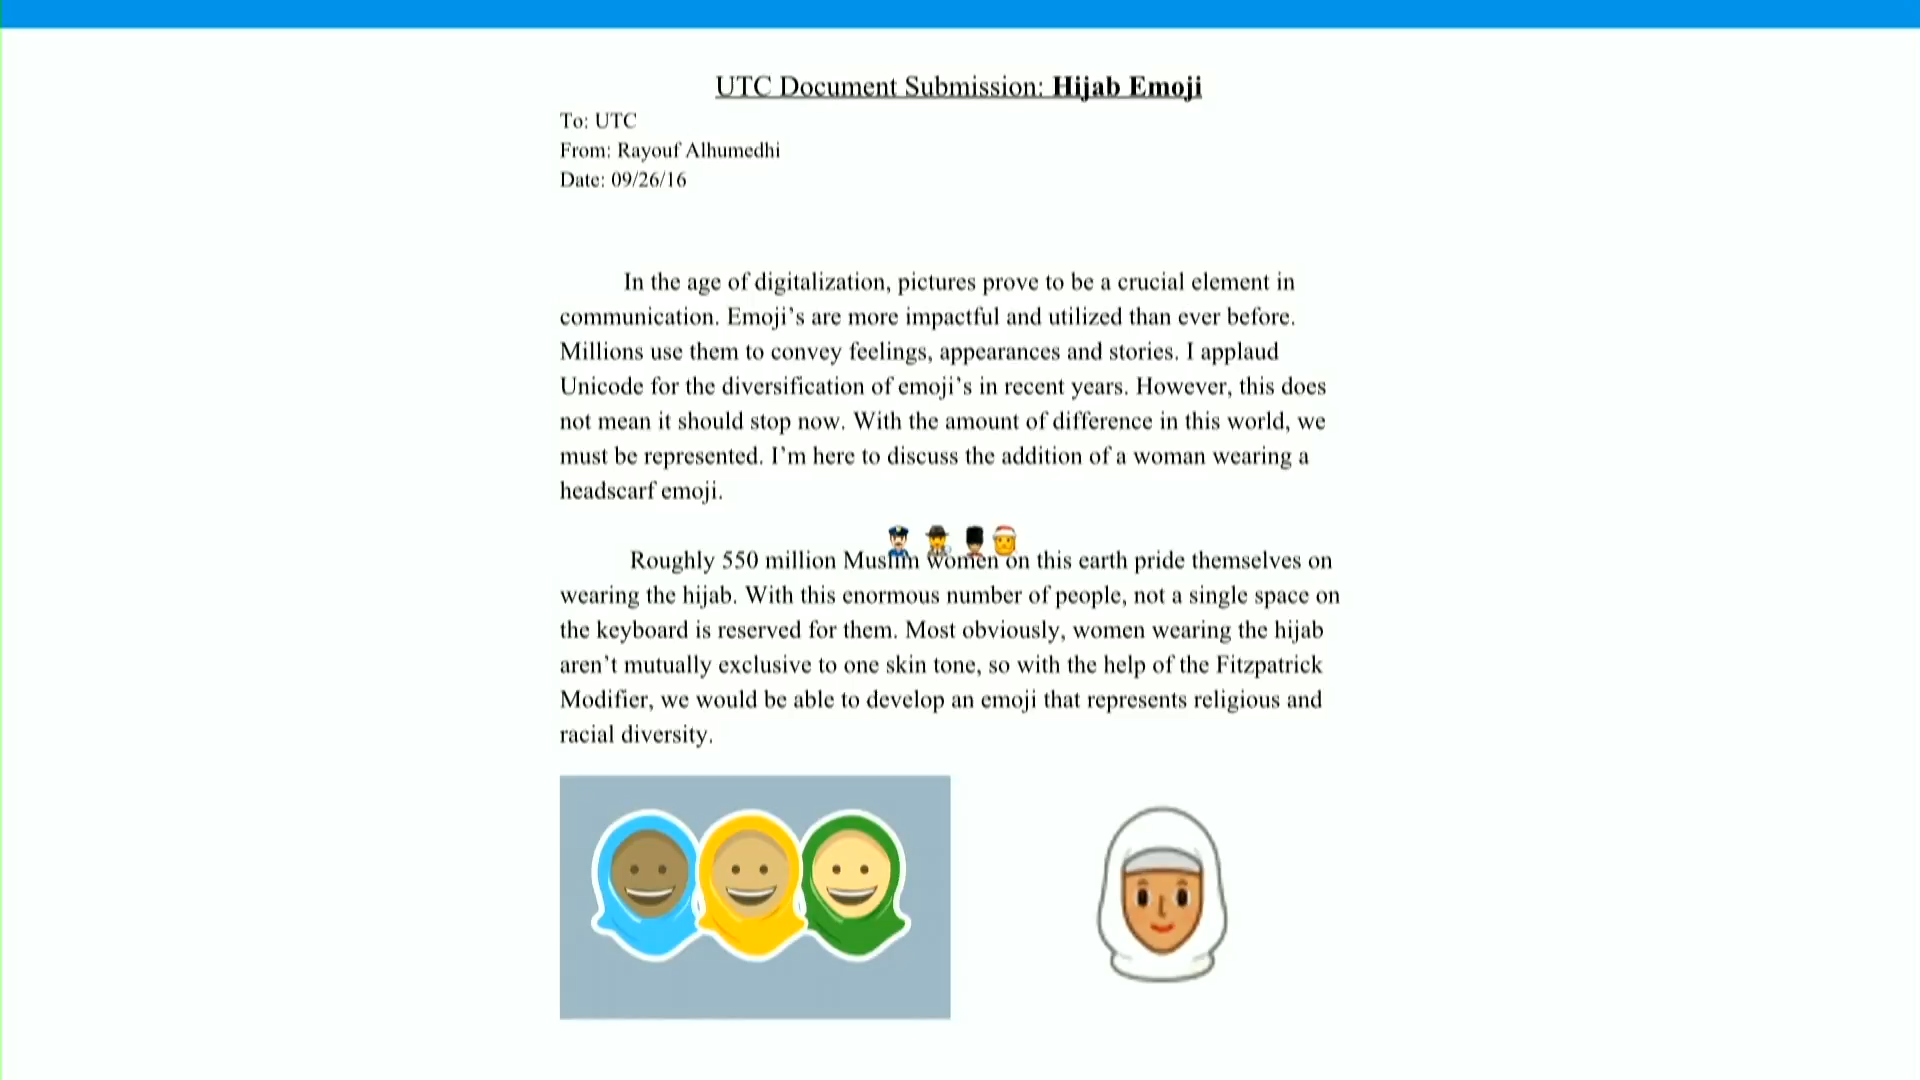 UTC Document Submission: Hijab Emoji
To: UTC
From: Rayouf Alhumedhi
Date: 09/26/16
In the age of digitalization, pictures prove to be a crucial element in
communication. Emoji’s are more impactful and utilized than ever before.
Millions use them to convey feelings, appearances and stories. I applaud
Unicode for the diversification of emoji’s in recent years. However, this does
not mean it should stop now. With the amount of difference in this world, we
must be represented. I’m here to discuss the addition of a woman wearing a
headscarf emoji.
Roughly 550 million Muslim women on this earth pride themselves on
wearing the hijab. With this enormous number of people, not a single space on
the keyboard is reserved for them. Most obviously, women wearing the hijab
aren’t mutually exclusive to one skin tone, so with the help of the Fitzpatrick
Modifier, we would be able to develop an emoji that represents religious and
racial diversity.